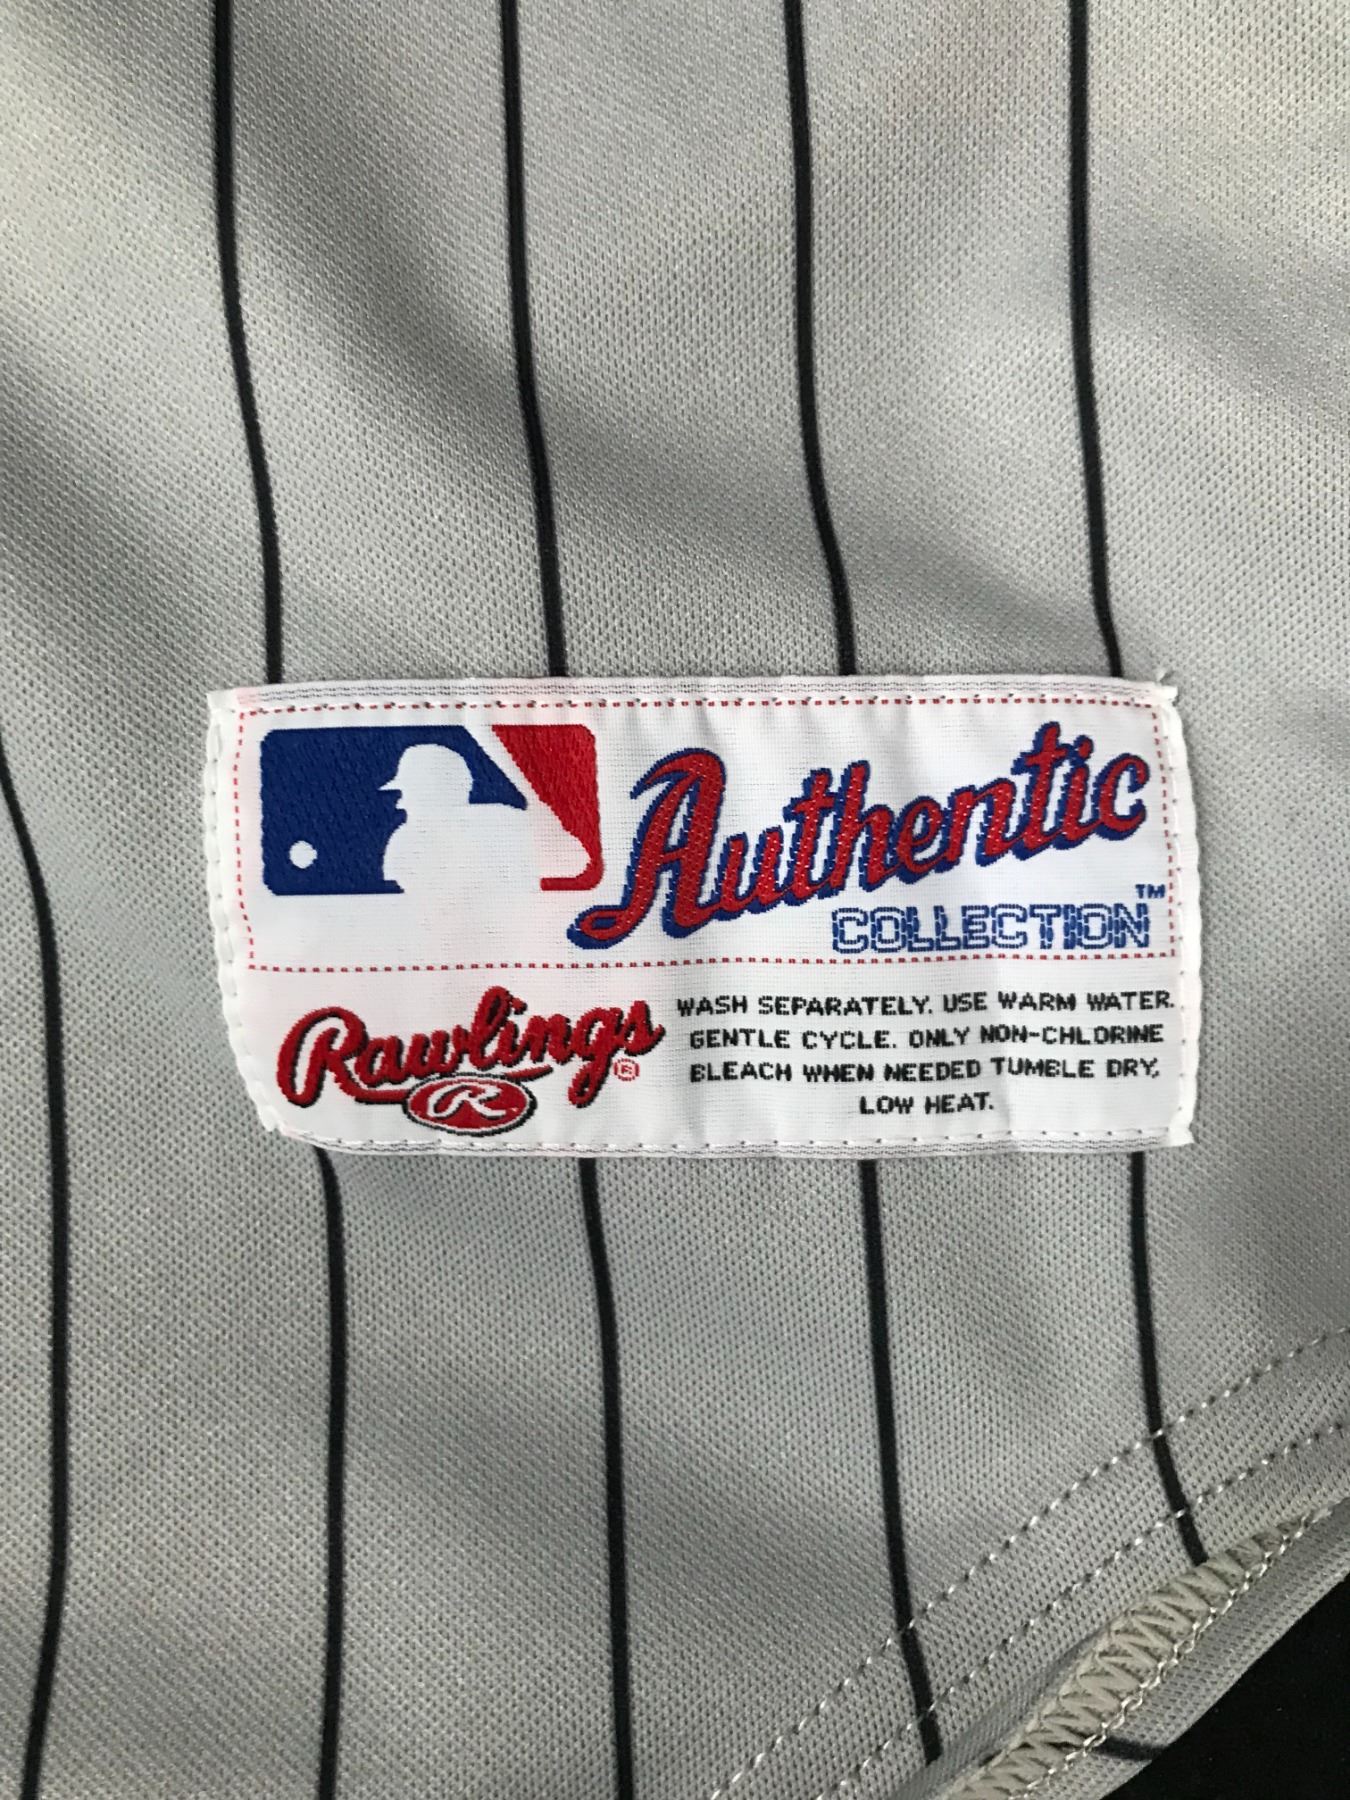 Authentic
COLLECTION™
Rawlings®
R
WASH SEPARATELY. USE WARM WATER.
GENTLE CYCLE. ONLY NON-CHLORINE
BLEACH WHEN NEEDED TUMBLE DRY,
LOW HEAT.